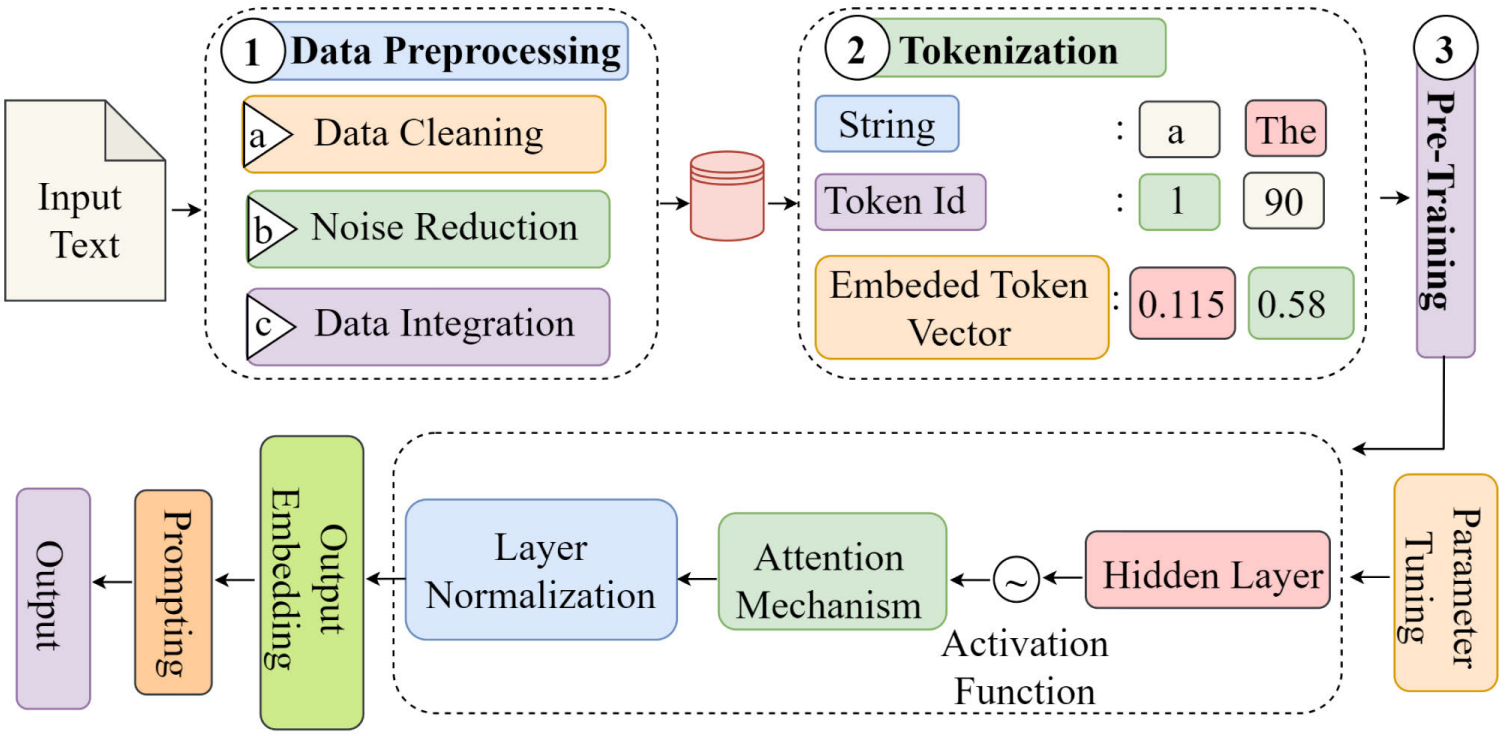 Input
Text
1 Data Preprocessing
a Data Cleaning
b Noise Reduction
c Data Integration
2 Tokenization
String : a The
Token Id : 1 90
Embeded Token
Vector
: 0.115 0.58
3
Pre-Training
Parameter
Tuning
Hidden Layer
~
Activation
Function
Attention
Mechanism
Layer
Normalization
Output
Embedding
Prompting
Output